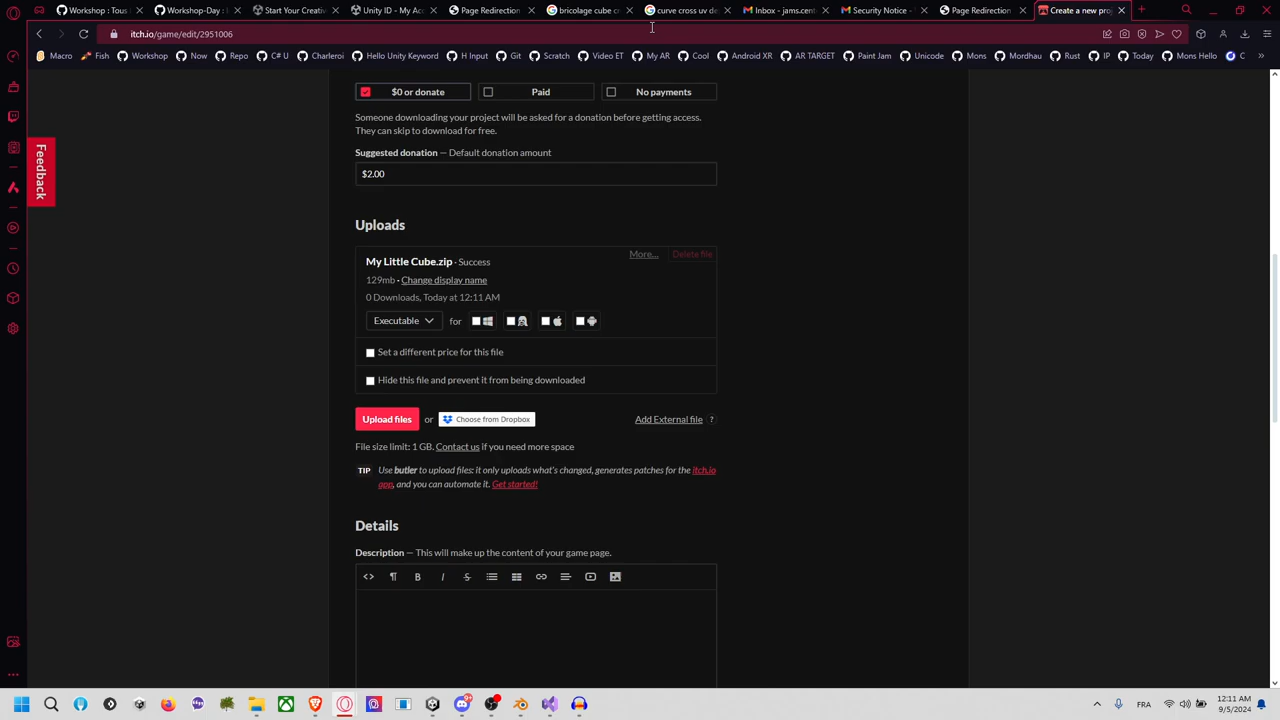 Workshop : Tous
Workshop-Day :
Start Your Creativ
Unity ID - My Acc
Page Redirection
bricolage cube cr
curve cross uv de
Inbox - jams.cent
Security Notice -
Page Redirection
Create a new proj
itch.io/game/edit/2951006
Macro
Fish
Workshop
Now
Repo
C# U
Charleroi
Hello Unity Keyword
H Input
Git
Scratch
Video ET
My AR
Cool
Android XR
AR TARGET
Paint Jam
Unicode
Mons
Mordhau
Rust
IP
Today
Mons Hello
C
Feedback
$0 or donate
Paid
No payments
Someone downloading your project will be asked for a donation before getting access.
They can skip to download for free.
Suggested donation — Default donation amount
$2.00
Uploads
My Little Cube.zip · Success
More...
Delete file
129mb · Change display name
0 Downloads, Today at 12:11 AM
Executable
for
Set a different price for this file
Hide this file and prevent it from being downloaded
Upload files
or
Choose from Dropbox
Add External file
?
File size limit: 1 GB. Contact us if you need more space
TIP
Use butler to upload files: it only uploads what's changed, generates patches for the itch.io
app, and you can automate it. Get started!
Details
Description — This will make up the content of your game page.
FRA
12:11 AM
9/5/2024